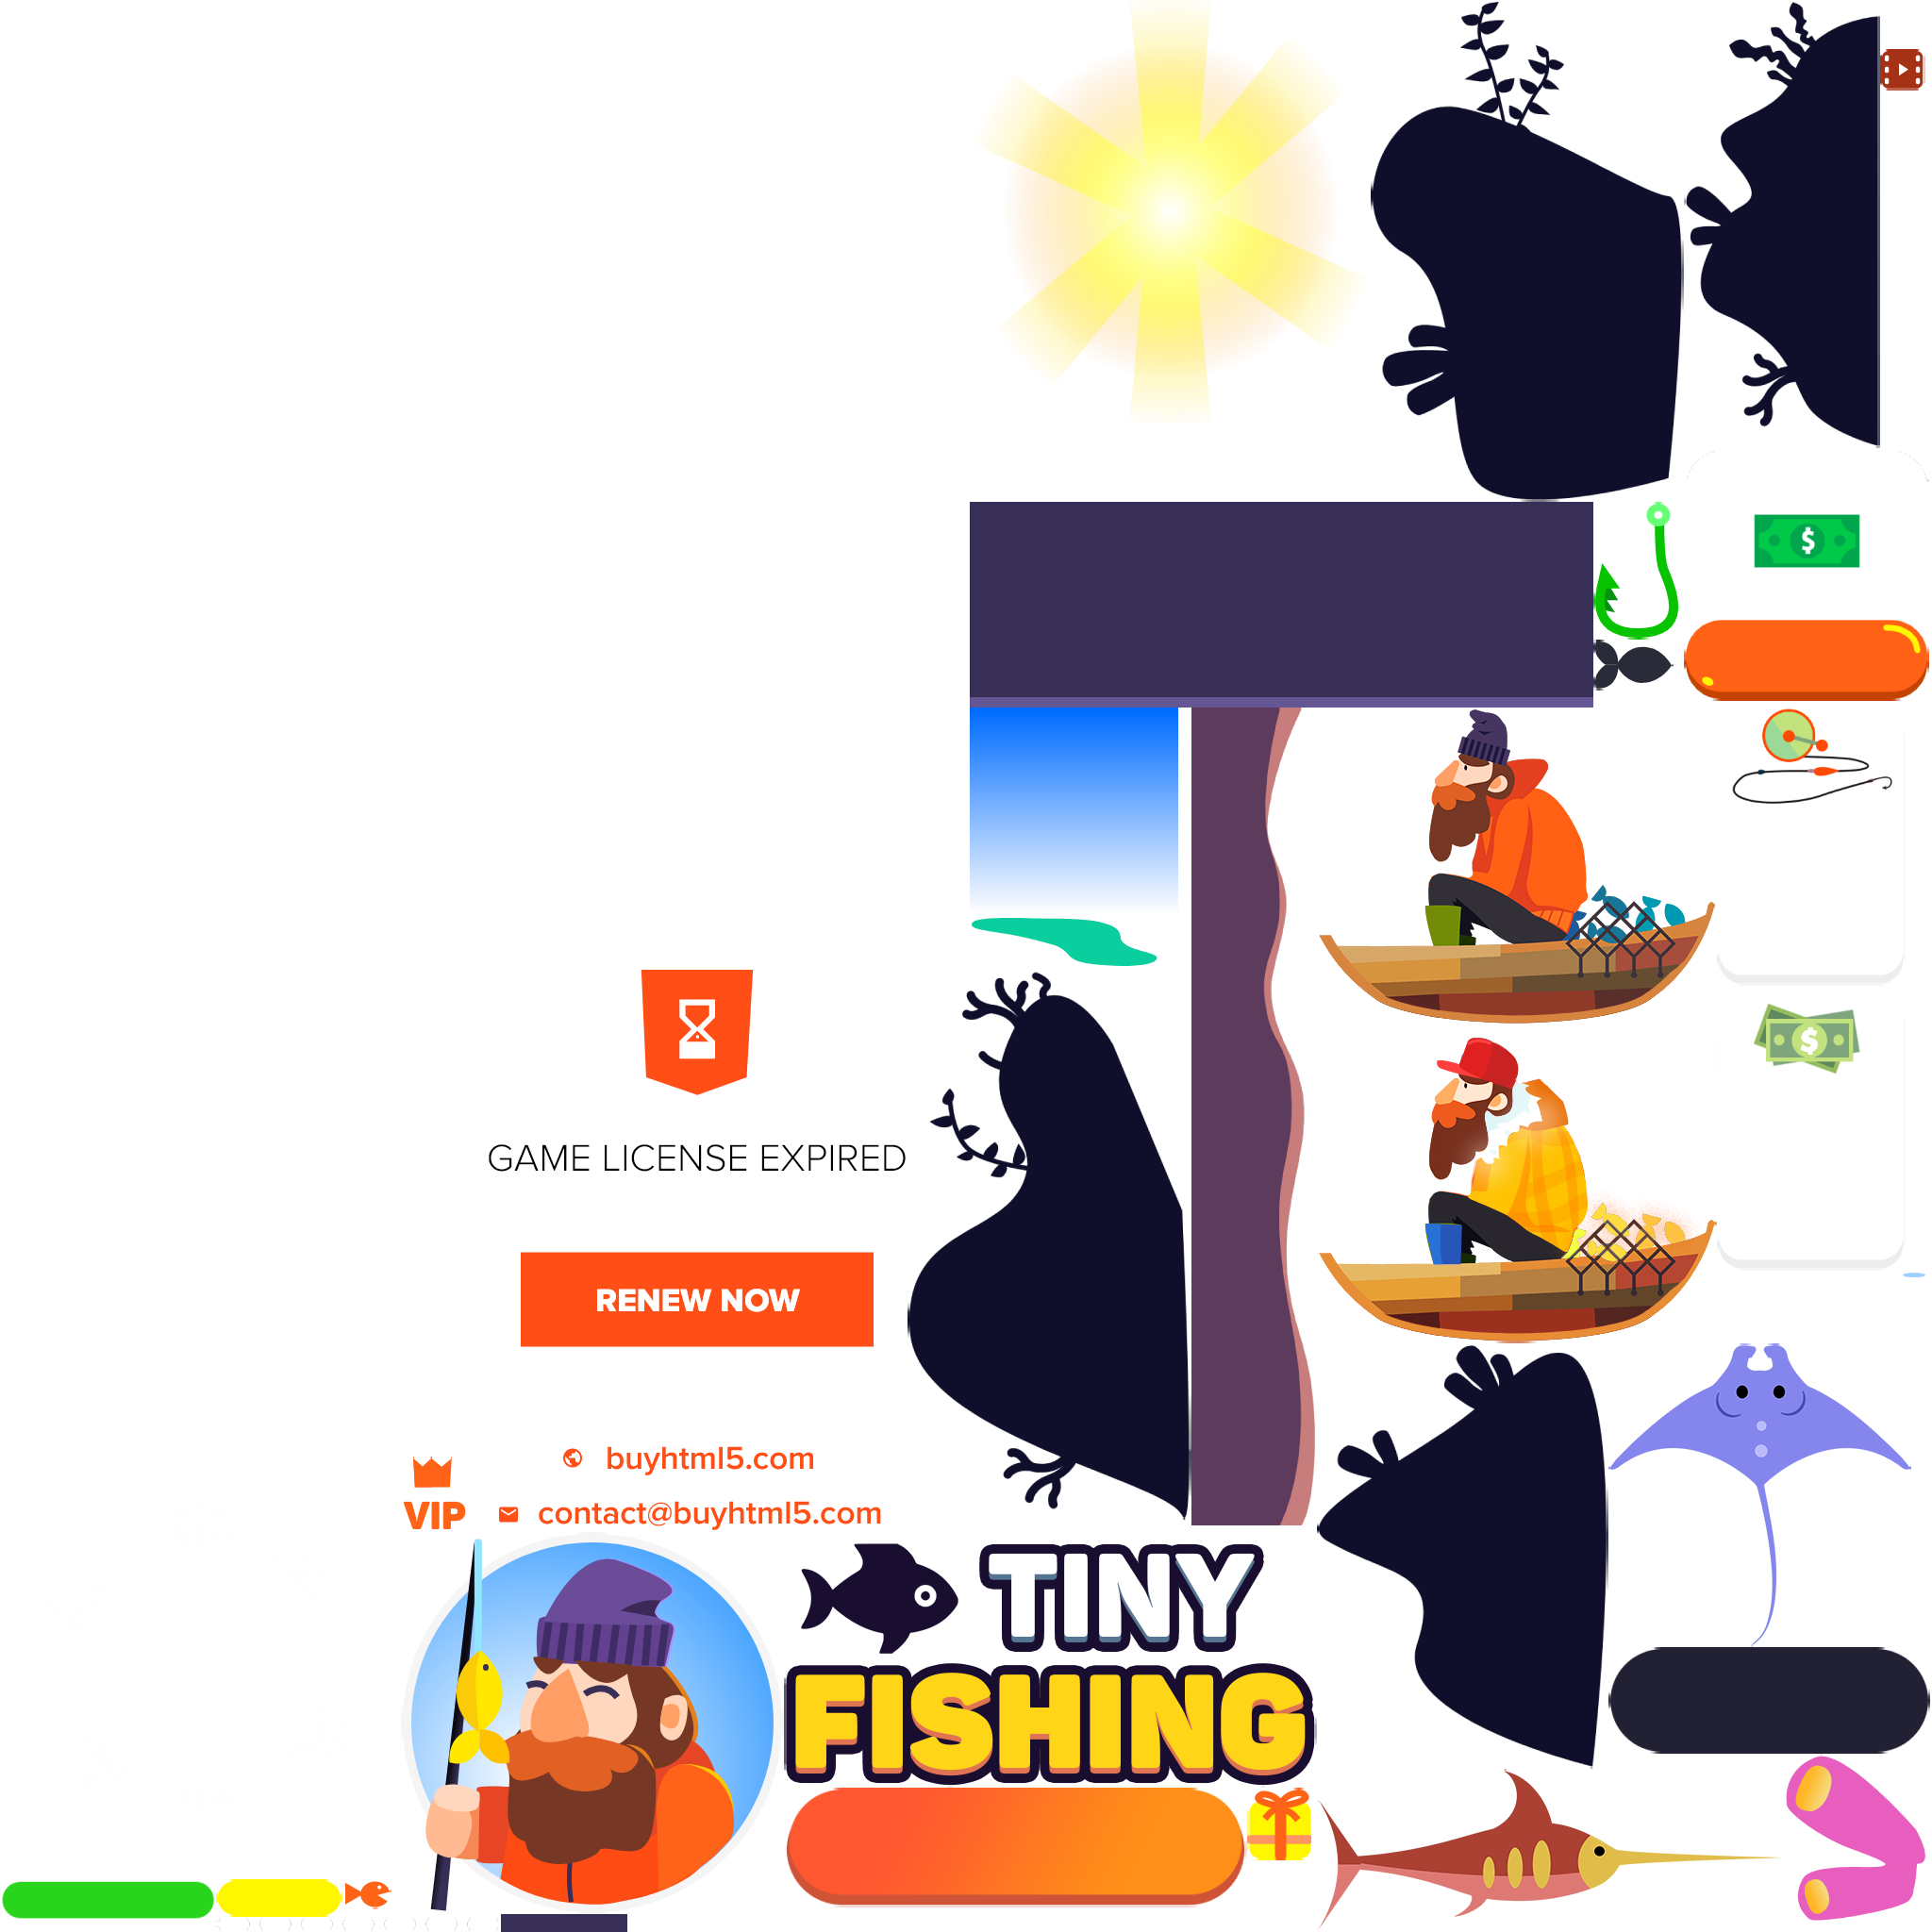 $
$
GAME LICENSE EXPIRED
RENEW NOW
buyhtml5.com
VIP
contact@buyhtml5.com
TINY
FISHING